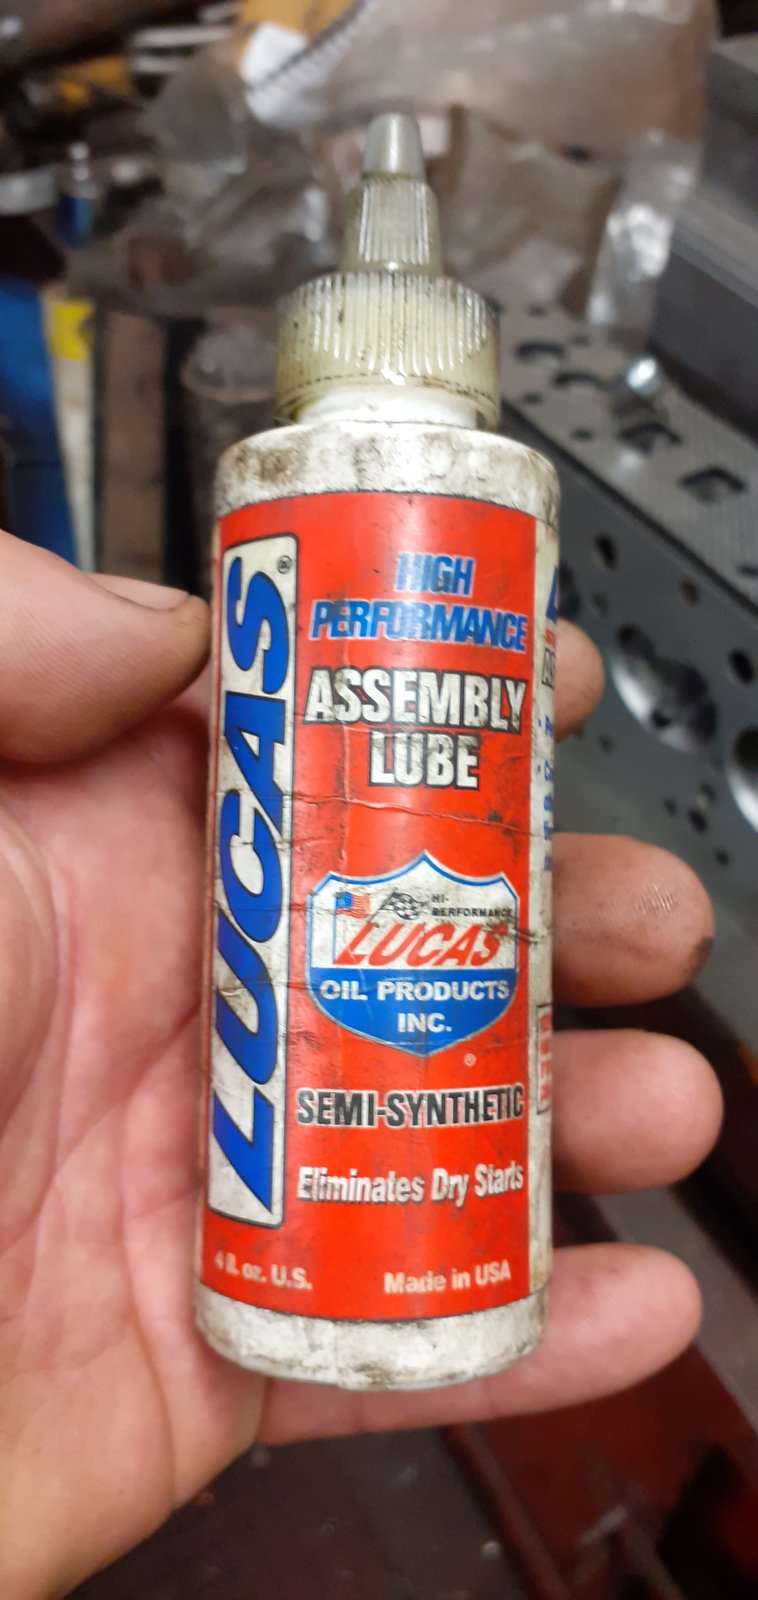 LUCAS®
HIGH
PERFORMANCE
ASSEMBLY
LUBE
HI-
PERFORMANCE
LUCAS
OIL PRODUCTS
INC.
®
SEMI-SYNTHETIC
Eliminates Dry Starts
4 fl. oz. U.S.
Made in USA